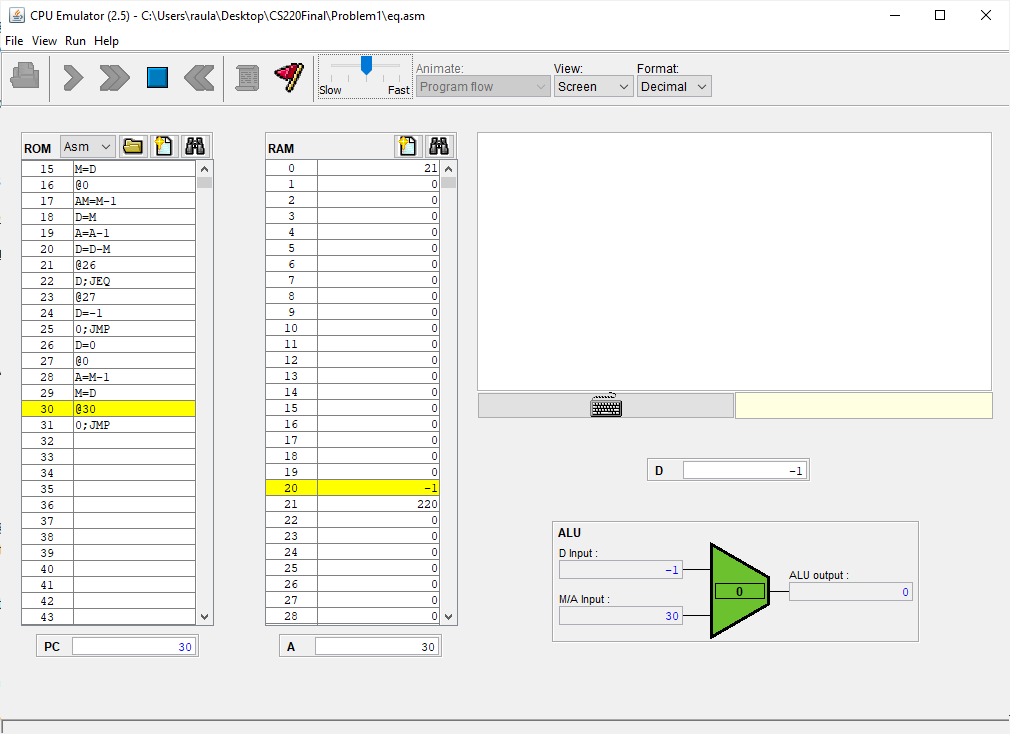 CPU Emulator (2.5) - C:\Users\raula\Desktop\CS220Final\Problem1\eq.asm
File View Run Help
Slow Fast
Animate:
Program flow
View:
Screen
Format:
Decimal
ROM Asm
15 M=D
16 @0
17 AM=M-1
18 D=M
19 A=A-1
20 D=D-M
21 @26
22 D;JEQ
23 @27
24 D=-1
25 0;JMP
26 D=0
27 @0
28 A=M-1
29 M=D
30 @30
31 0;JMP
32
33
34
35
36
37
38
39
40
41
42
43
PC 30
RAM
0 21
1 0
2 0
3 0
4 0
5 0
6 0
7 0
8 0
9 0
10 0
11 0
12 0
13 0
14 0
15 0
16 0
17 0
18 0
19 0
20 -1
21 220
22 0
23 0
24 0
25 0
26 0
27 0
28 0
A 30
D -1
ALU
D Input :
-1
M/A Input :
30
0
ALU output :
0